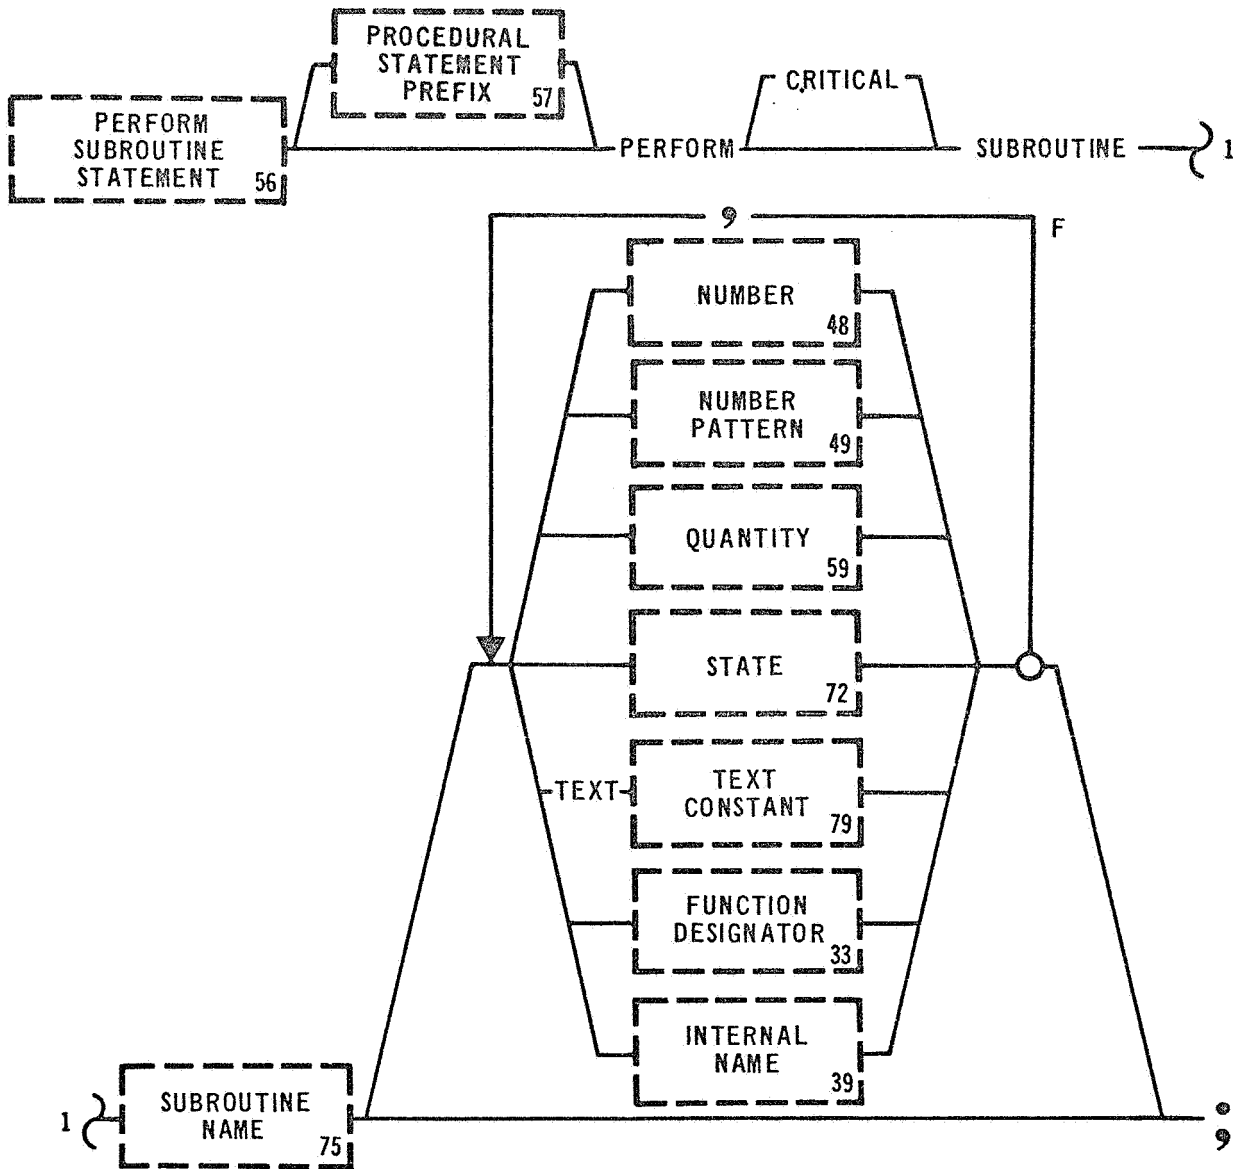 PROCEDURAL
STATEMENT
PREFIX 57
CRITICAL
PERFORM
SUBROUTINE
STATEMENT 56
PERFORM
SUBROUTINE
1
,
F
NUMBER
48
NUMBER
PATTERN
49
QUANTITY
59
STATE
72
TEXT
TEXT
CONSTANT
79
FUNCTION
DESIGNATOR
33
INTERNAL
NAME
39
1
SUBROUTINE
NAME
75
;